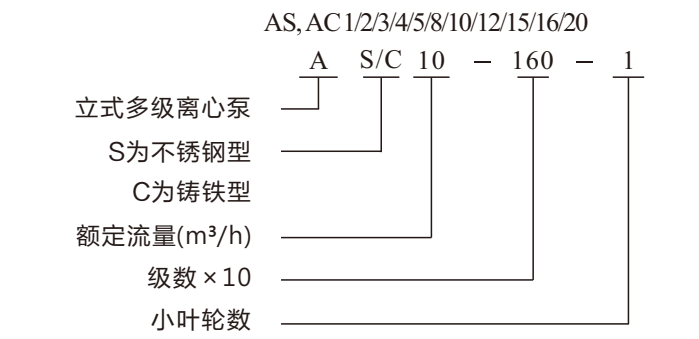 AS, AC 1/2/3/4/5/8/10/12/15/16/20
A S/C 10 - 160 - 1
立式多级离心泵
S为不锈钢型
C为铸铁型
额定流量(m³/h)
级数×10
小叶轮数